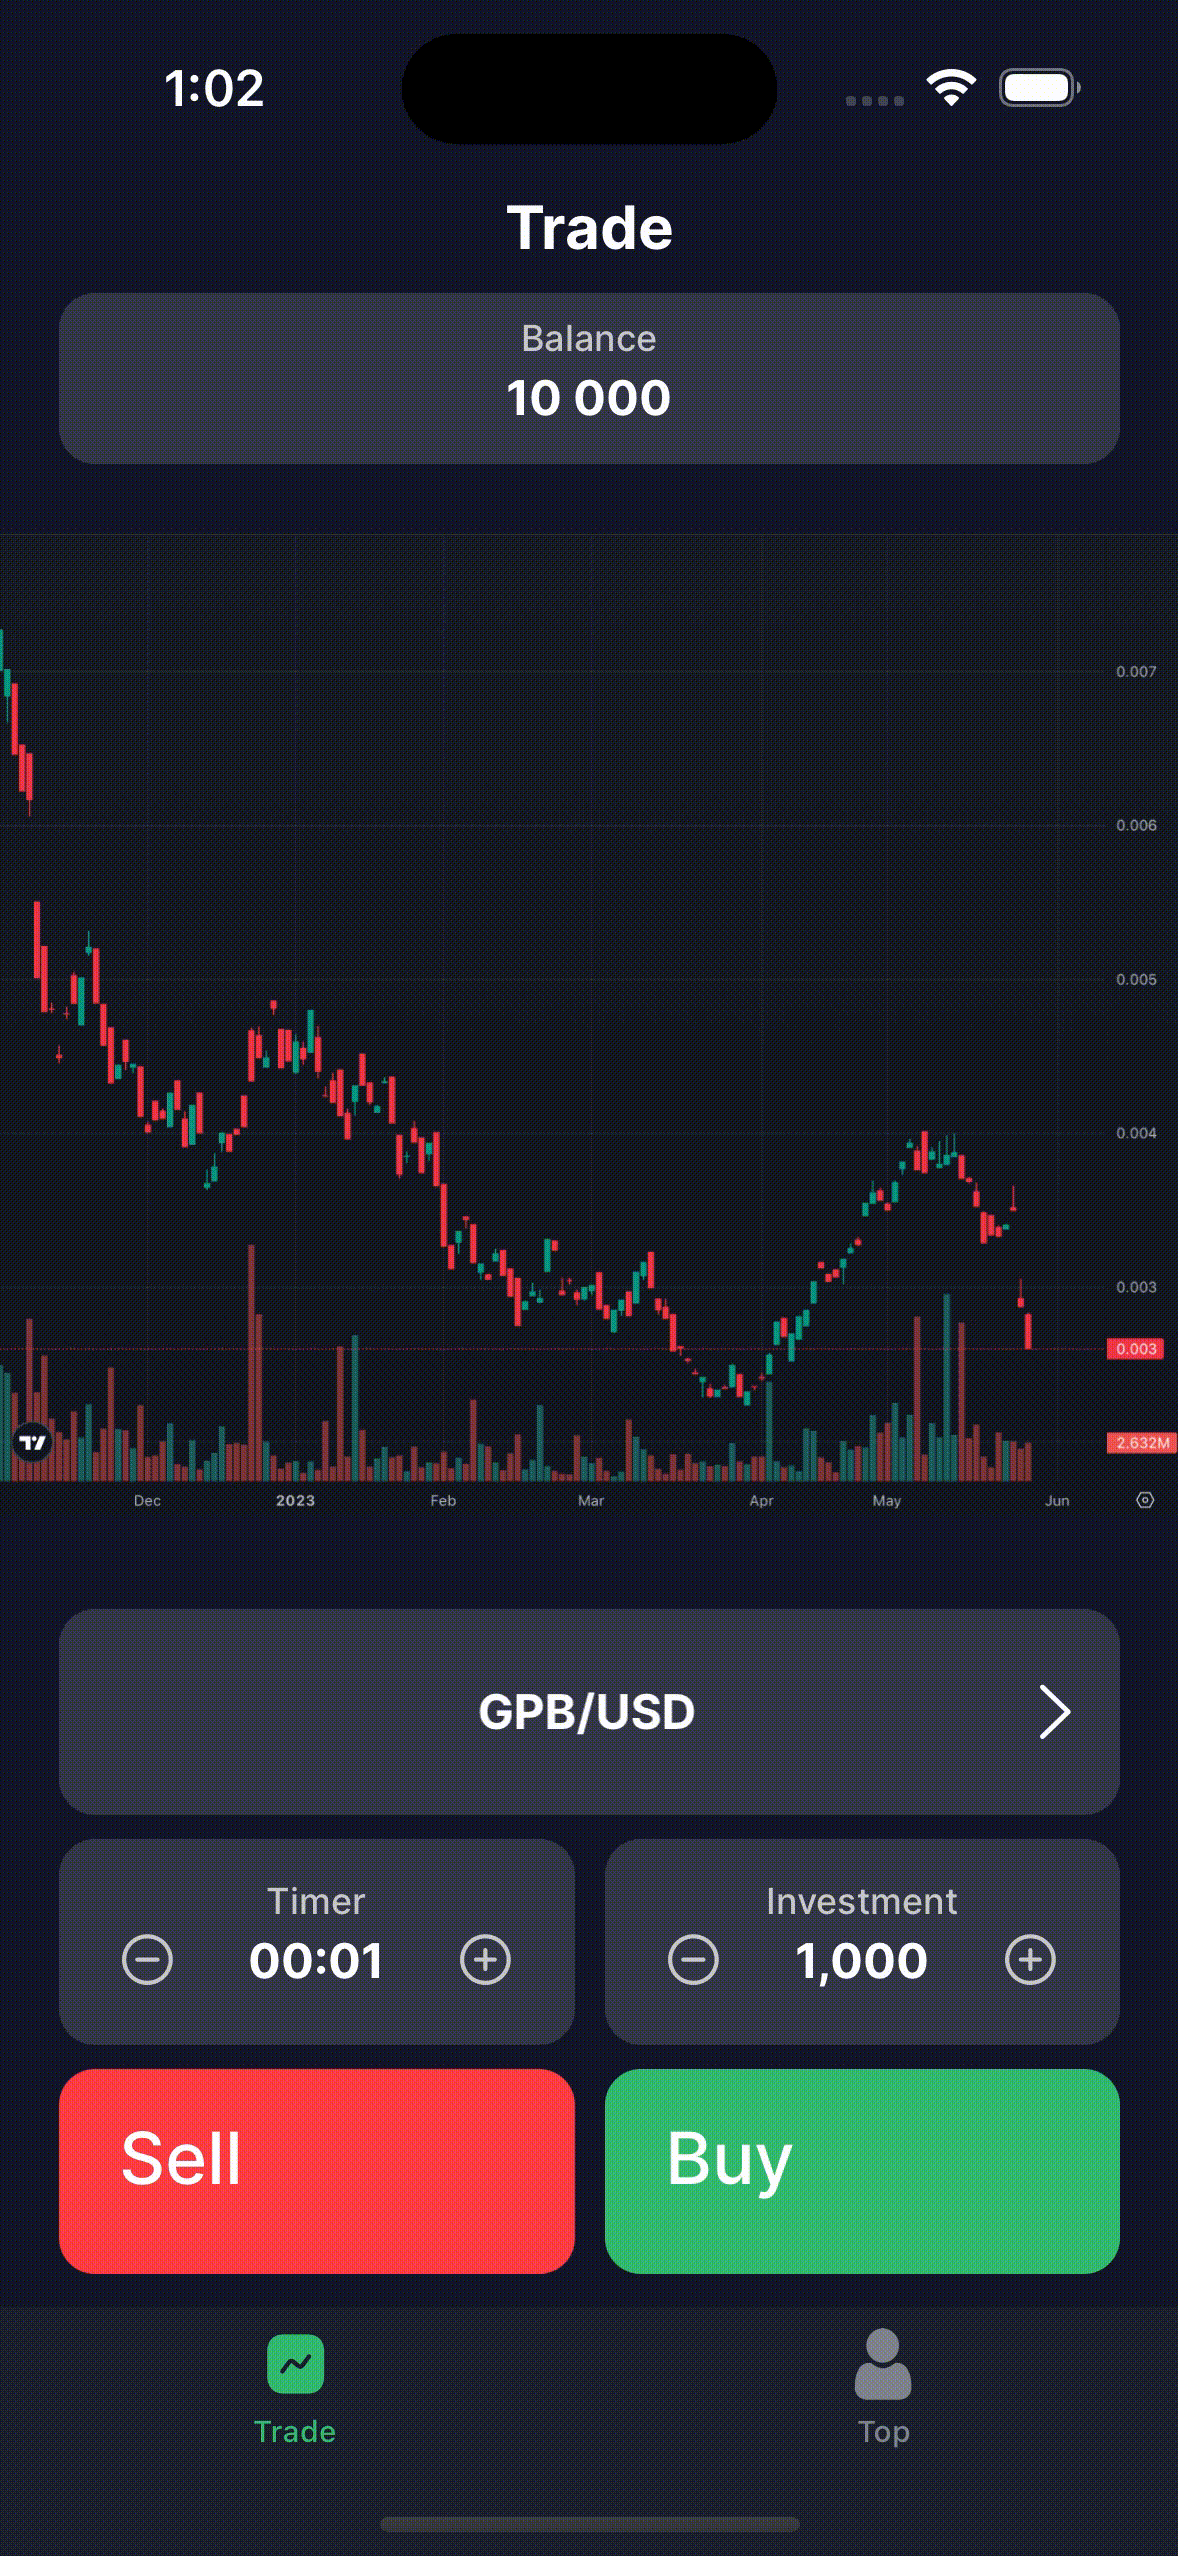 1:02
Trade
Balance
10 000
0.007
0.006
0.005
0.004
0.003
0.003
2.632M
Dec 2023 Feb Mar Apr May Jun
GPB/USD
Timer
00:01
Investment
1,000
Sell
Buy
Trade
Top